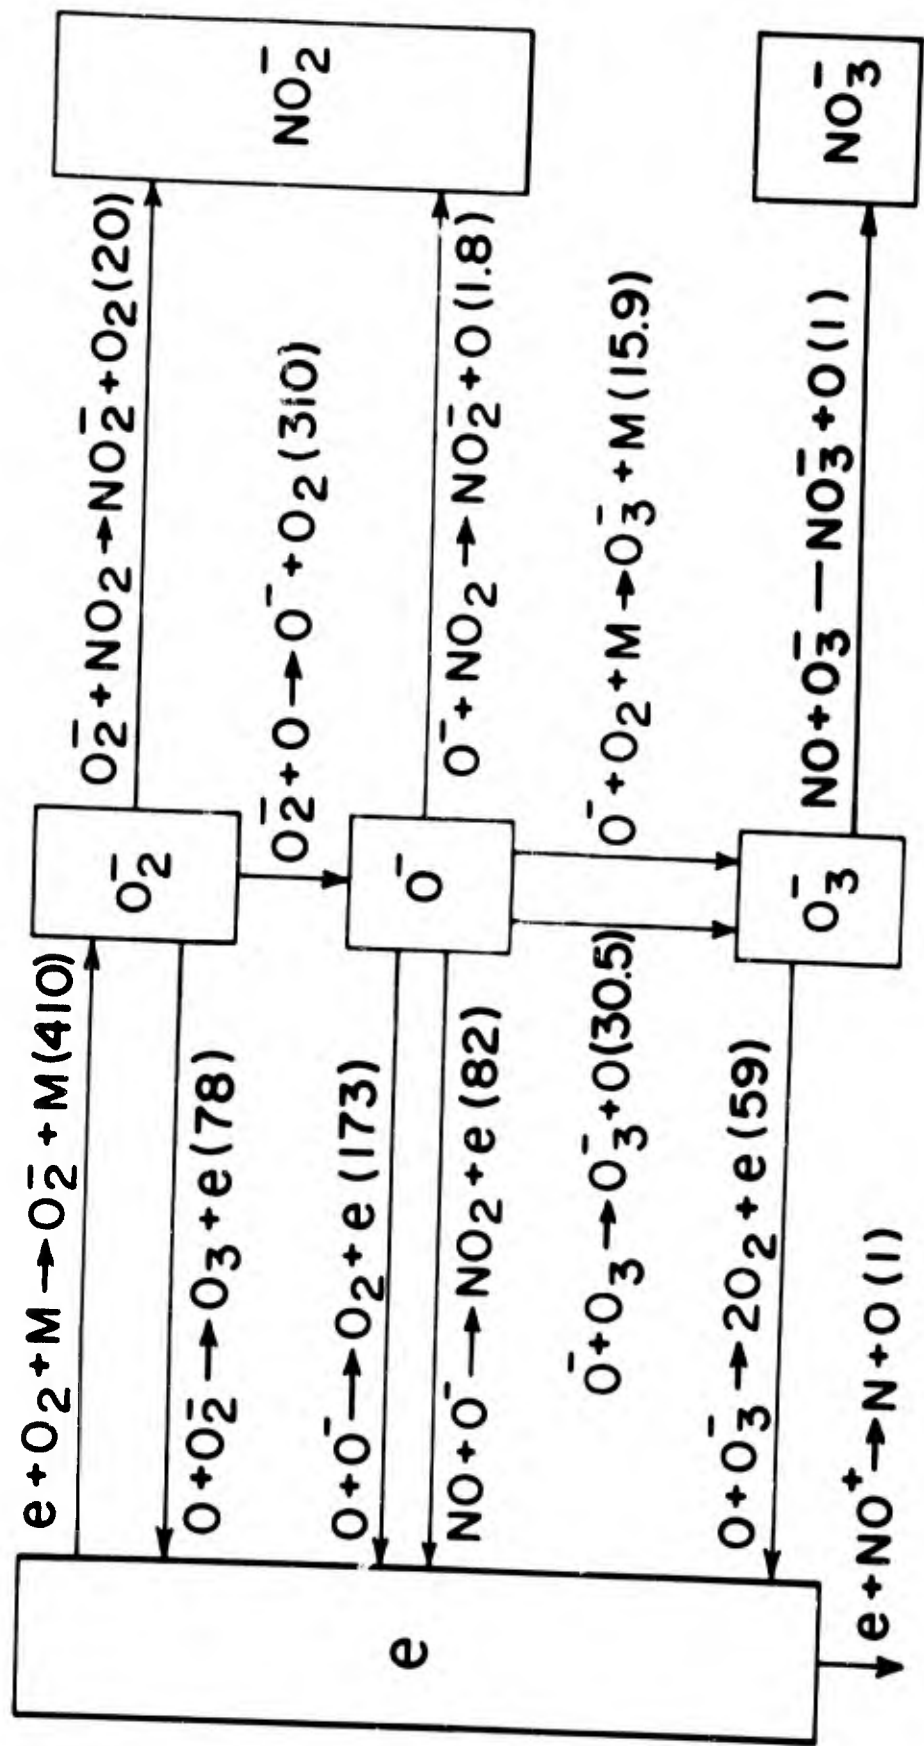 e+O₂+M→O₂⁻+M(410)
O₂⁻+NO₂→NO₂⁻+O₂(20)
O₂⁻
NO₂⁻
O+O₂⁻→O₃+e(78)
O₂⁻+O→O⁻+O₂(310)
e
O+O⁻→O₂+e(173)
O⁻
O⁻+NO₂→NO₂⁻+O(1.8)
NO+O⁻→NO₂+e(82)
O⁻+O₃→O₃⁻+O(30.5)
O⁻+O₂+M→O₃⁻+M(15.9)
O+O₃⁻→2O₂+e(59)
O₃⁻
NO+O₃⁻—NO₃⁻+O(1)
NO₃⁻
e+NO⁺→N+O(1)